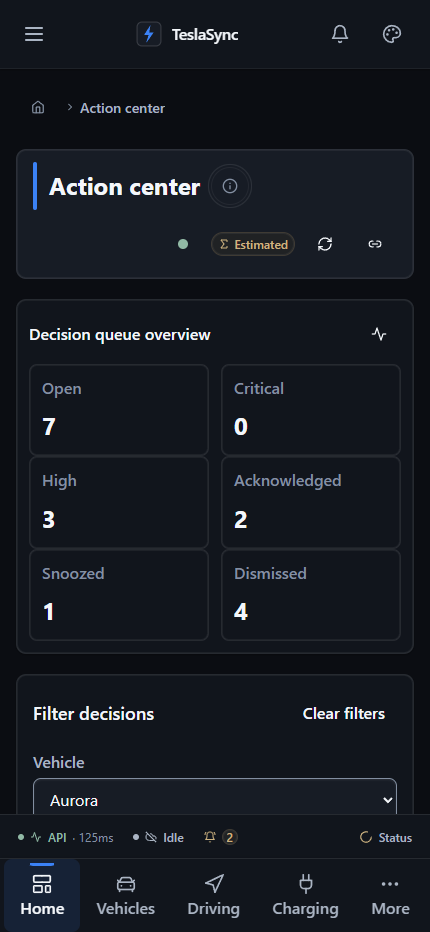 TeslaSync
Action center
Action center
Σ Estimated
Decision queue overview
Open
Critical
7
0
High
Acknowledged
3
2
Snoozed
Dismissed
1
4
Filter decisions
Clear filters
Vehicle
Aurora
API · 125ms Idle 2 Status
Home Vehicles Driving Charging More